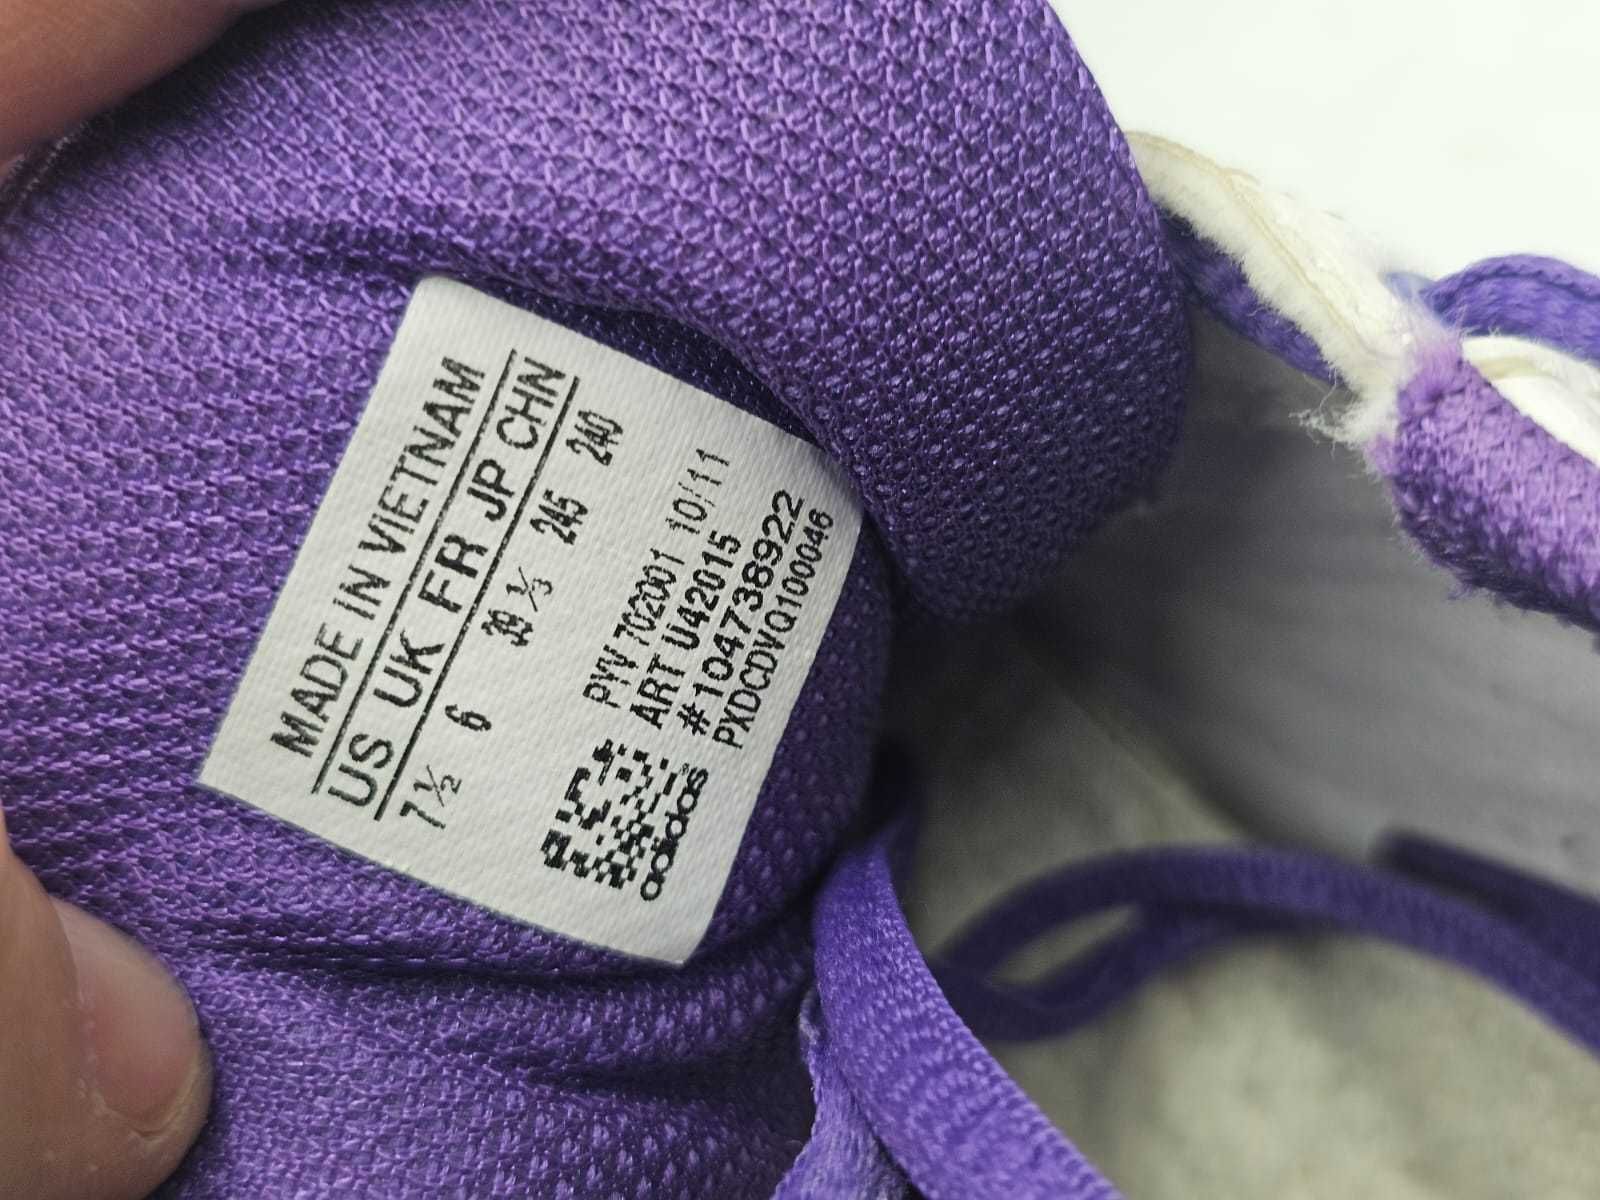 MADE IN VIETNAM
US UK FR JP CHN
7½ 6 39⅓ 245 240
PYV 702001 10/11
ART U42015
#104738922
PXDCDVQ100046
adidas